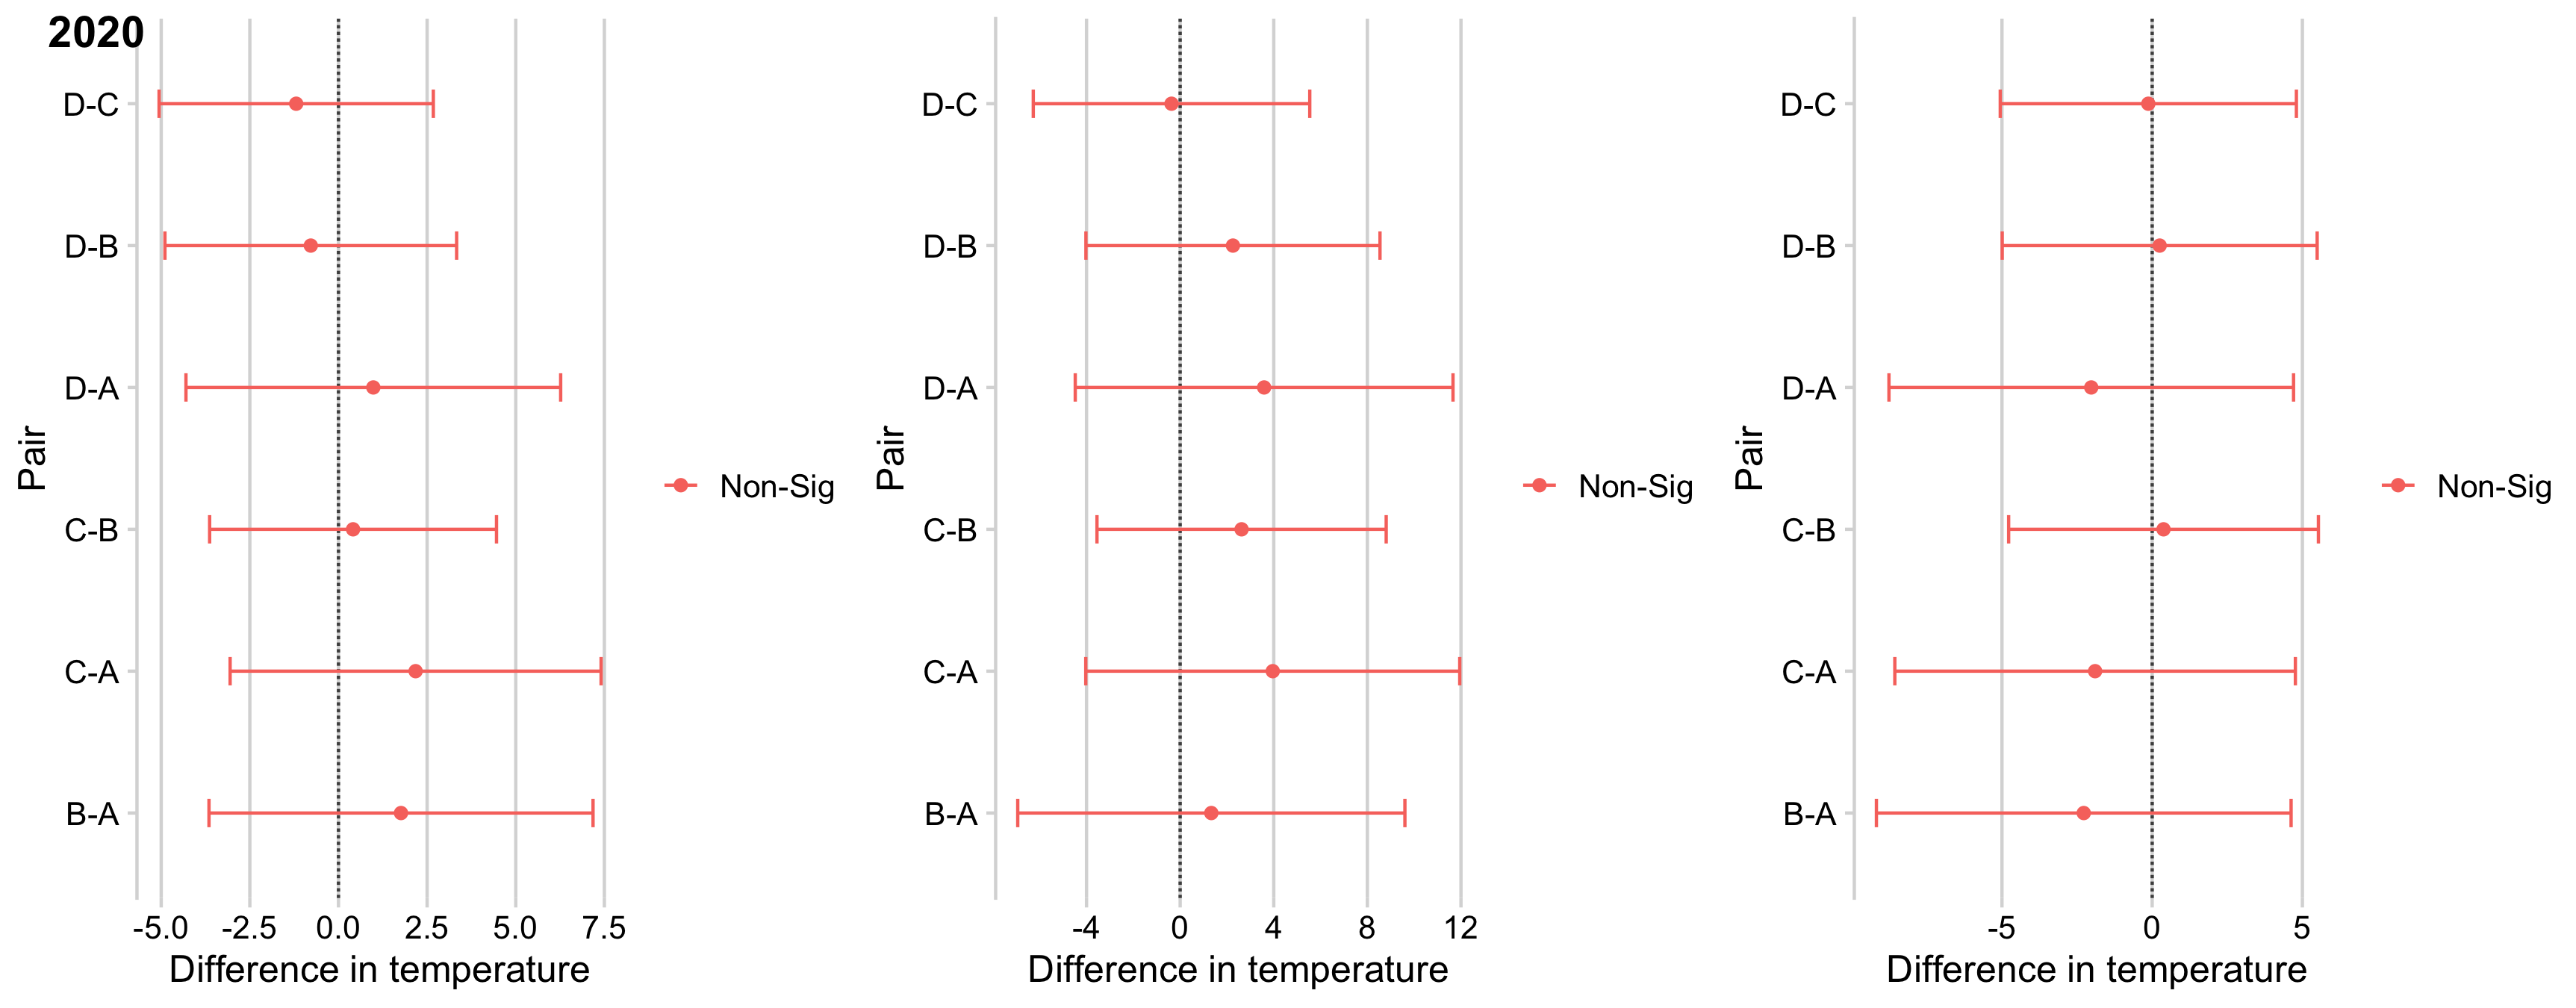 2020
D-C
D-B
D-A
C-B
C-A
B-A
Pair
-5.0 -2.5 0.0 2.5 5.0 7.5
Difference in temperature
Non-Sig
D-C
D-B
D-A
C-B
C-A
B-A
Pair
-4 0 4 8 12
Difference in temperature
Non-Sig
D-C
D-B
D-A
C-B
C-A
B-A
Pair
-5 0 5
Difference in temperature
Non-Sig